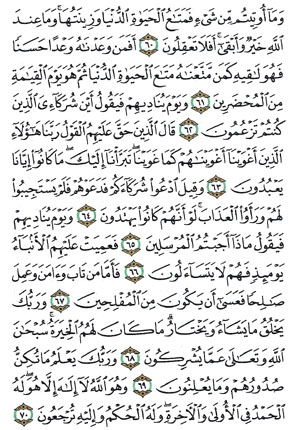 وَمَآ أُوتِيتُم مِّن شَىْءٍ فَمَتَٰعُ ٱلْحَيَوٰةِ ٱلدُّنْيَا وَزِينَتُهَا ۚ وَمَا عِندَ
ٱللَّهِ خَيْرٌ وَأَبْقَىٰٓ ۚ أَفَلَا تَعْقِلُونَ ٦٠ أَفَمَن وَعَدْنَٰهُ وَعْدًا حَسَنًا
فَهُوَ لَٰقِيهِ كَمَن مَّتَّعْنَٰهُ مَتَٰعَ ٱلْحَيَوٰةِ ٱلدُّنْيَا ثُمَّ هُوَ يَوْمَ ٱلْقِيَٰمَةِ
مِنَ ٱلْمُحْضَرِينَ ٦١ وَيَوْمَ يُنَادِيهِمْ فَيَقُولُ أَيْنَ شُرَكَآءِىَ ٱلَّذِينَ
كُنتُمْ تَزْعُمُونَ ٦٢ قَالَ ٱلَّذِينَ حَقَّ عَلَيْهِمُ ٱلْقَوْلُ رَبَّنَا هَٰٓؤُلَآءِ
ٱلَّذِينَ أَغْوَيْنَآ أَغْوَيْنَٰهُمْ كَمَا غَوَيْنَا ۖ تَبَرَّأْنَآ إِلَيْكَ ۖ مَا كَانُوٓا۟ إِيَّانَا
يَعْبُدُونَ ٦٣ وَقِيلَ ٱدْعُوا۟ شُرَكَآءَكُمْ فَدَعَوْهُمْ فَلَمْ يَسْتَجِيبُوا۟
لَهُمْ وَرَأَوُا۟ ٱلْعَذَابَ ۚ لَوْ أَنَّهُمْ كَانُوا۟ يَهْتَدُونَ ٦٤ وَيَوْمَ يُنَادِيهِمْ
فَيَقُولُ مَاذَآ أَجَبْتُمُ ٱلْمُرْسَلِينَ ٦٥ فَعَمِيَتْ عَلَيْهِمُ ٱلْأَنۢبَآءُ
يَوْمَئِذٍ فَهُمْ لَا يَتَسَآءَلُونَ ٦٦ فَأَمَّا مَن تَابَ وَءَامَنَ وَعَمِلَ
صَٰلِحًا فَعَسَىٰٓ أَن يَكُونَ مِنَ ٱلْمُفْلِحِينَ ٦٧ وَرَبُّكَ
يَخْلُقُ مَا يَشَآءُ وَيَخْتَارُ ۗ مَا كَانَ لَهُمُ ٱلْخِيَرَةُ ۚ سُبْحَٰنَ
ٱللَّهِ وَتَعَٰلَىٰ عَمَّا يُشْرِكُونَ ٦٨ وَرَبُّكَ يَعْلَمُ مَا تُكِنُّ
صُدُورُهُمْ وَمَا يُعْلِنُونَ ٦٩ وَهُوَ ٱللَّهُ لَآ إِلَٰهَ إِلَّا هُوَ ۖ لَهُ
ٱلْحَمْدُ فِى ٱلْأُولَىٰ وَٱلْءَاخِرَةِ ۖ وَلَهُ ٱلْحُكْمُ وَإِلَيْهِ تُرْجَعُونَ ٧٠